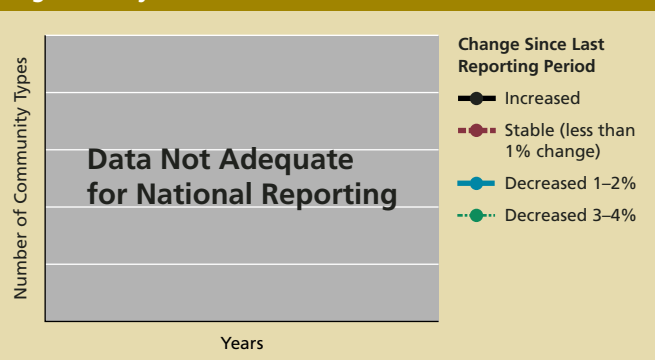 Number of Community Types
Data Not Adequate
for National Reporting
Years
Change Since Last
Reporting Period
Increased
Stable (less than
1% change)
Decreased 1–2%
Decreased 3–4%